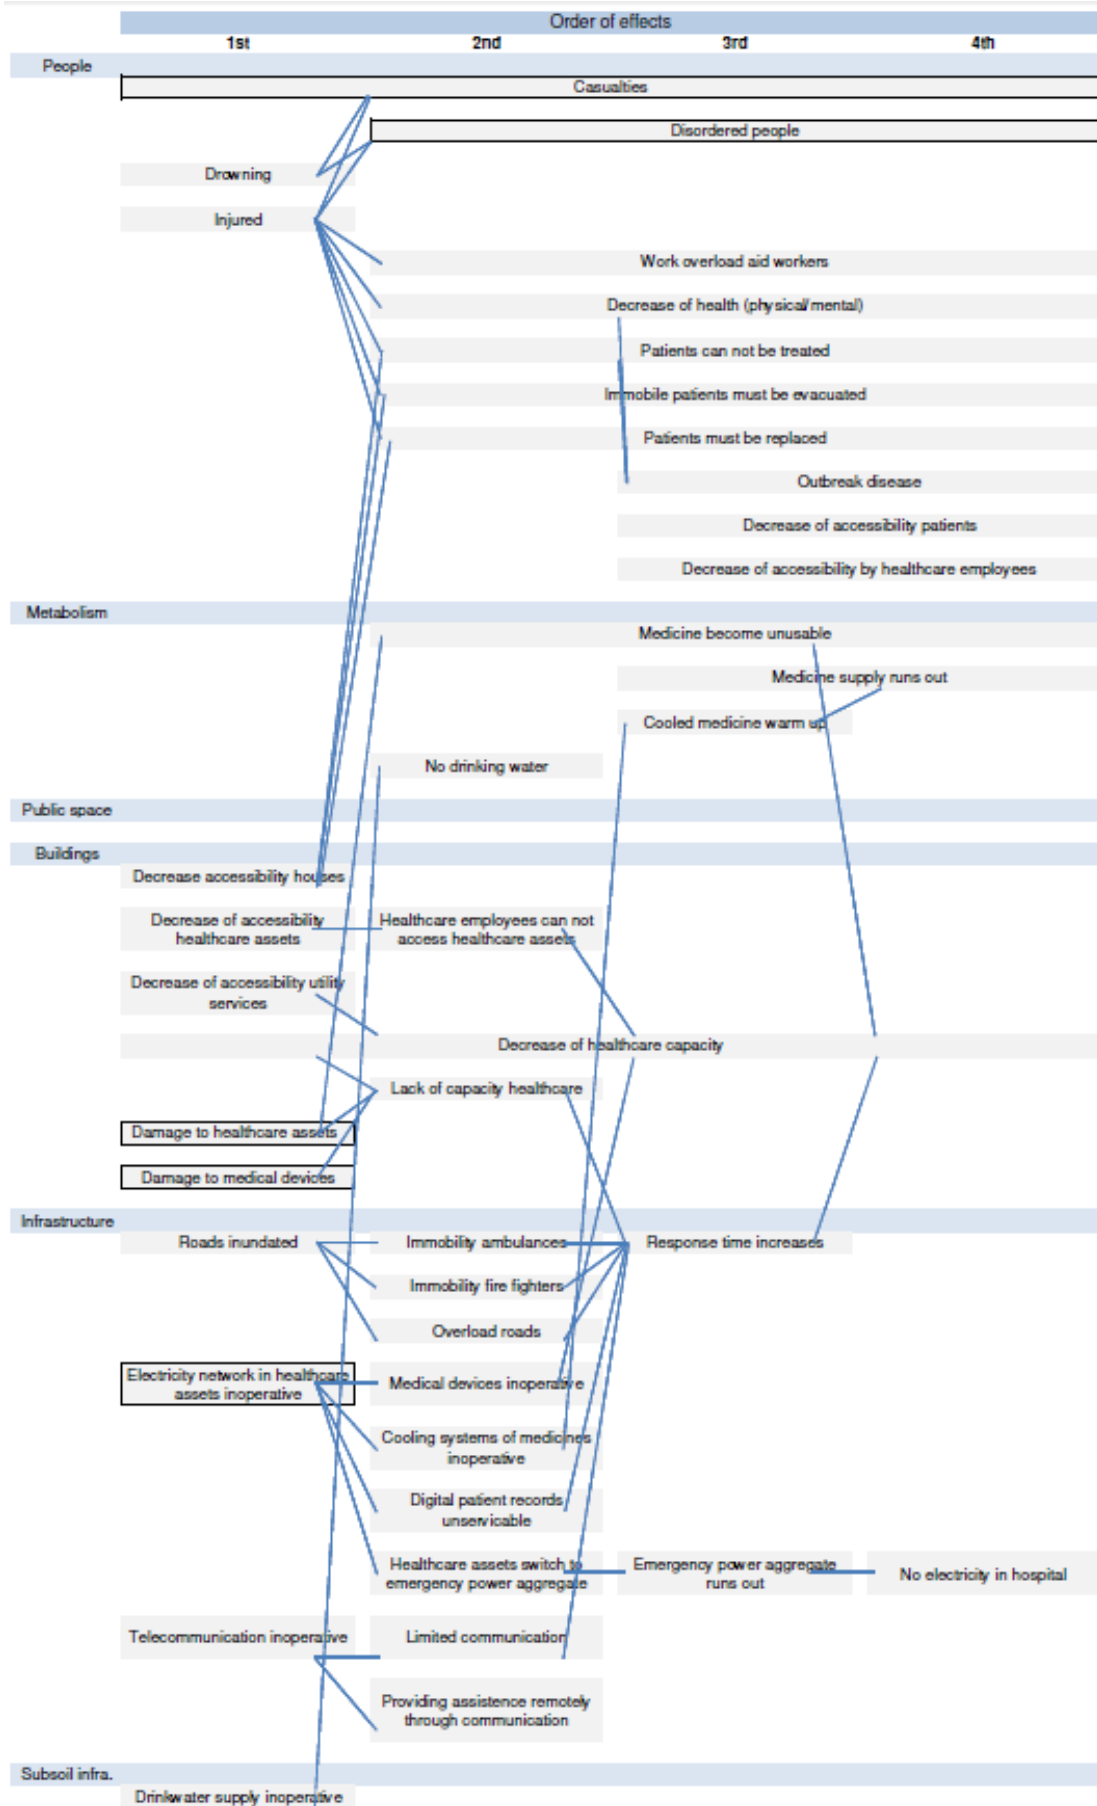 Order of effects
1st 2nd 3rd 4th
People
Casualties
Disordered people
Drowning
Injured
Work overload aid workers
Decrease of health (physical/mental)
Patients can not be treated
Immobile patients must be evacuated
Patients must be replaced
Outbreak disease
Decrease of accessibility patients
Decrease of accessibility by healthcare employees
Metabolism
Medicine become unusable
Medicine supply runs out
Cooled medicine warm up
No drinking water
Public space
Buildings
Decrease accessibility houses
Decrease of accessibility
healthcare assets
Healthcare employees can not
access healthcare assets
Decrease of accessibility utility
services
Decrease of healthcare capacity
Lack of capacity healthcare
Damage to healthcare assets
Damage to medical devices
Infrastructure
Roads inundated
Immobility ambulances
Response time increases
Immobility fire fighters
Overload roads
Electricity network in healthcare
assets inoperative
Medical devices inoperative
Cooling systems of medicines
inoperative
Digital patient records
unservicable
Healthcare assets switch to
emergency power aggregate
Emergency power aggregate
runs out
No electricity in hospital
Telecommunication inoperative
Limited communication
Providing assistence remotely
through communication
Subsoil infra.
Drinkwater supply inoperative